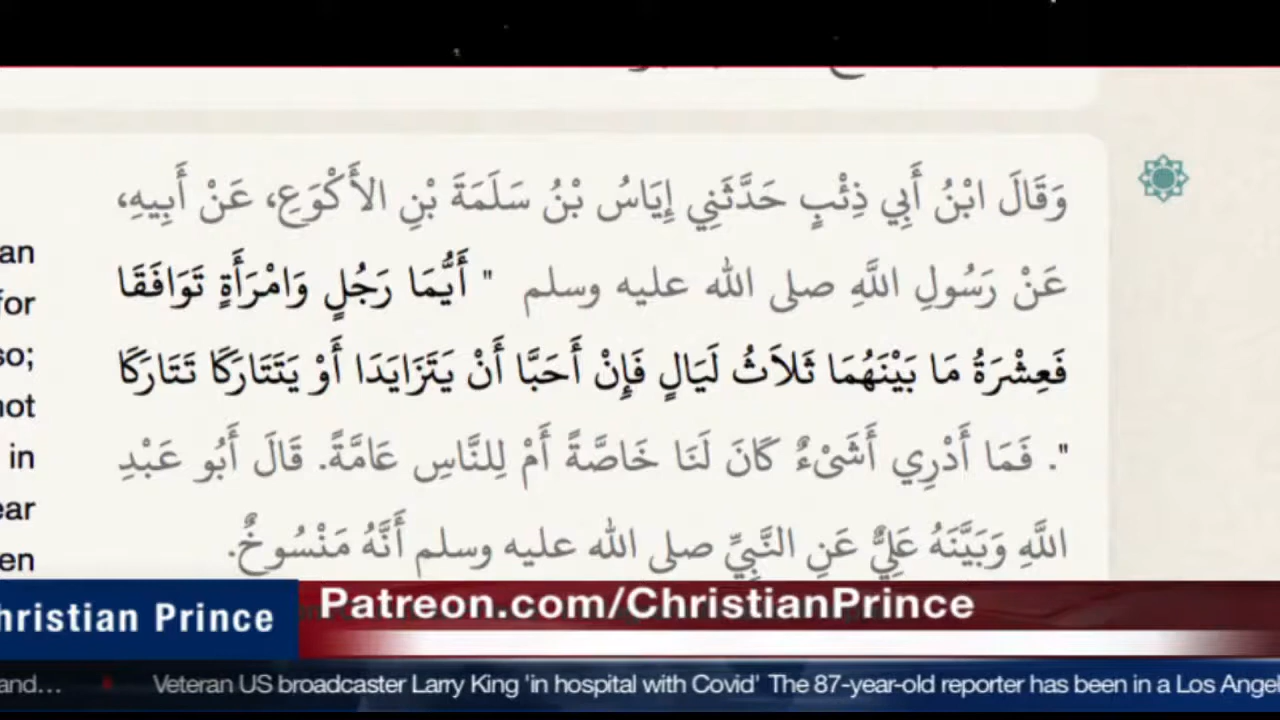 وَقَالَ ابْنُ أَبِي ذِئْبٍ حَدَّثَنِي إِيَاسُ بْنُ سَلَمَةَ بْنِ الأَكْوَعِ، عَنْ أَبِيهِ،
عَنْ رَسُولِ اللَّهِ صلى الله عليه وسلم " أَيُّمَا رَجُلٍ وَامْرَأَةٍ تَوَافَقَا
فَعِشْرَةُ مَا بَيْنَهُمَا ثَلاَثُ لَيَالٍ فَإِنْ أَحَبَّا أَنْ يَتَزَايَدَا أَوْ يَتَتَارَكَا تَتَارَكَا
". فَمَا أَدْرِي أَشَىْءٌ كَانَ لَنَا خَاصَّةً أَمْ لِلنَّاسِ عَامَّةً. قَالَ أَبُو عَبْدِ
اللَّهِ وَبَيَّنَهُ عَلِيٌّ عَنِ النَّبِيِّ صلى الله عليه وسلم أَنَّهُ مَنْسُوخٌ.
an
for
so;
not
in
ear
en
hristian Prince
Patreon.com/ChristianPrince
and... Veteran US broadcaster Larry King 'in hospital with Covid' The 87-year-old reporter has been in a Los Angel